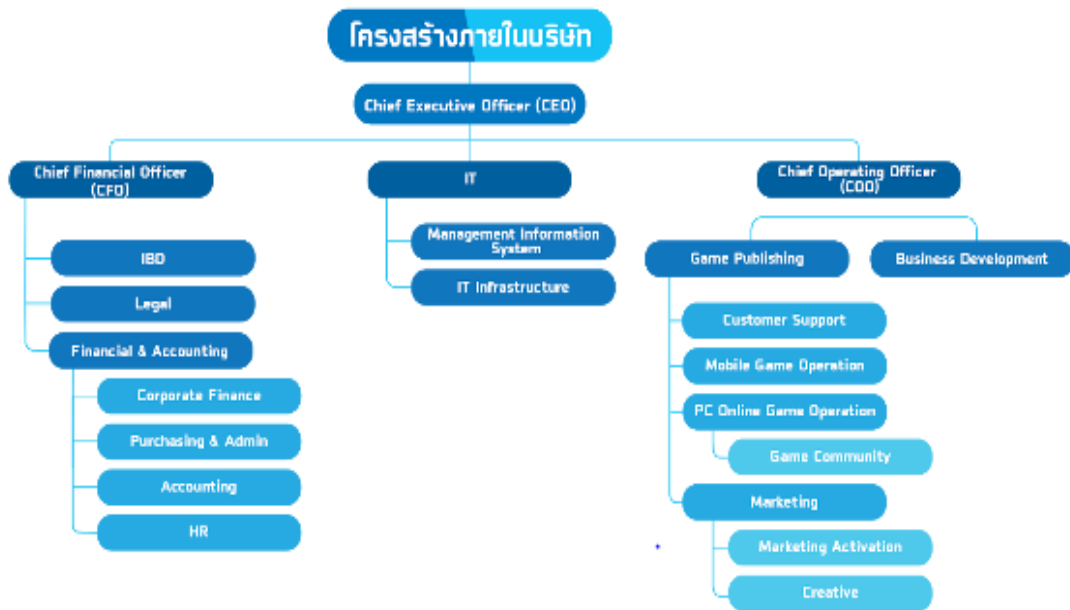 โครงสร้างภายในบริษัท
Chief Executive Officer (CEO)
Chief Financial Officer
(CFO)
IBD
Legal
Financial & Accounting
Corporate Finance
Purchasing & Admin
Accounting
HR
IT
Management Information
System
IT Infrastructure
Chief Operating Officer
(COO)
Game Publishing
Business Development
Customer Support
Mobile Game Operation
PC Online Game Operation
Game Community
Marketing
Marketing Activation
Creative